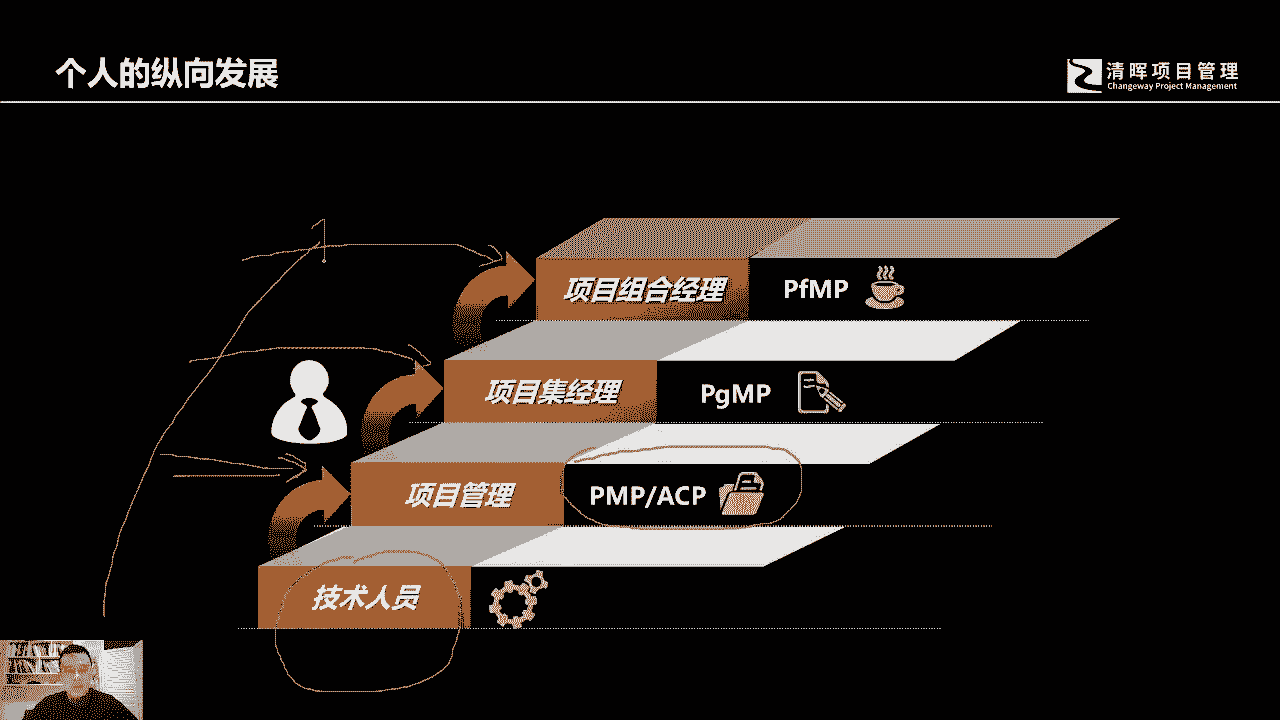 个人的纵向发展
清晖项目管理
Changeway Project Management
项目组合经理 PfMP
项目集经理 PgMP
项目管理 PMP/ACP
技术人员